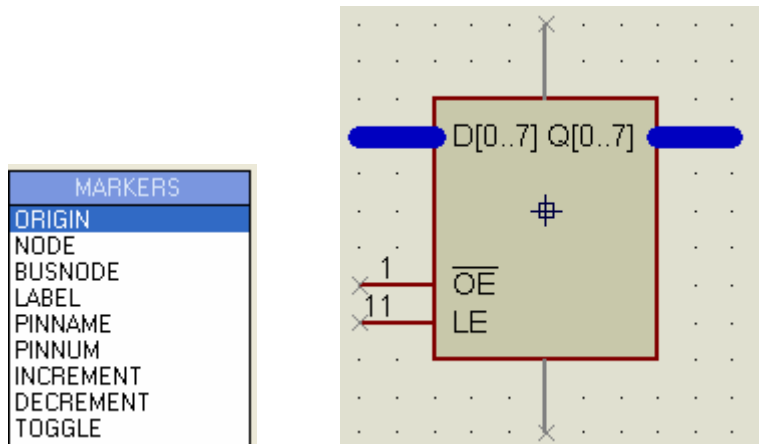 MARKERS
ORIGIN
NODE
BUSNODE
LABEL
PINNAME
PINNUM
INCREMENT
DECREMENT
TOGGLE
D[0..7] Q[0..7]
1
OE
11
LE